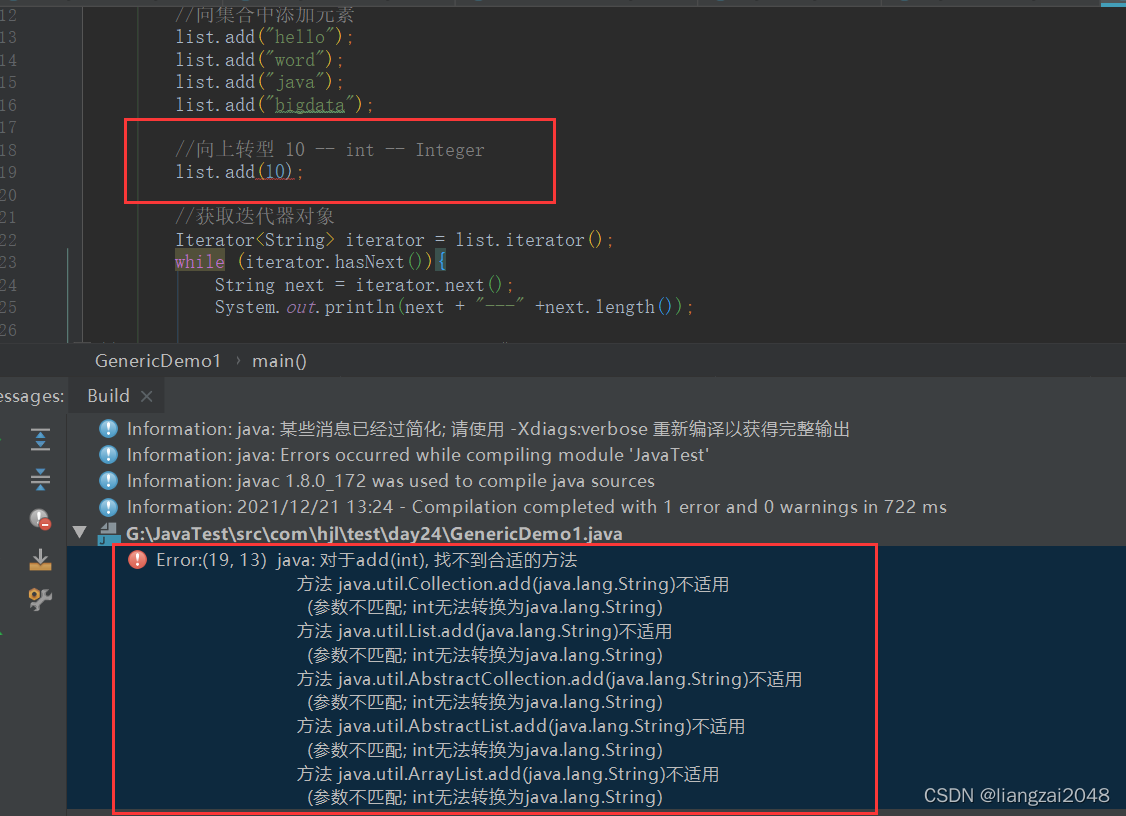 12 //向集合中添加元素
13 list.add("hello");
14 list.add("word");
15 list.add("java");
16 list.add("bigdata");
17
18 //向上转型 10 -- int -- Integer
19 list.add(10);
20
21 //获取迭代器对象
22 Iterator<String> iterator = list.iterator();
23 while (iterator.hasNext()){
24 String next = iterator.next();
25 System.out.println(next + "---" +next.length());
26
GenericDemo1 › main()
essages: Build ×
Information: java: 某些消息已经过简化; 请使用 -Xdiags:verbose 重新编译以获得完整输出
Information: java: Errors occurred while compiling module 'JavaTest'
Information: javac 1.8.0_172 was used to compile java sources
Information: 2021/12/21 13:24 - Compilation completed with 1 error and 0 warnings in 722 ms
G:\JavaTest\src\com\hjl\test\day24\GenericDemo1.java
Error:(19, 13) java: 对于add(int), 找不到合适的方法
方法 java.util.Collection.add(java.lang.String)不适用
(参数不匹配; int无法转换为java.lang.String)
方法 java.util.List.add(java.lang.String)不适用
(参数不匹配; int无法转换为java.lang.String)
方法 java.util.AbstractCollection.add(java.lang.String)不适用
(参数不匹配; int无法转换为java.lang.String)
方法 java.util.AbstractList.add(java.lang.String)不适用
(参数不匹配; int无法转换为java.lang.String)
方法 java.util.ArrayList.add(java.lang.String)不适用
(参数不匹配; int无法转换为java.lang.String)
CSDN @liangzai2048